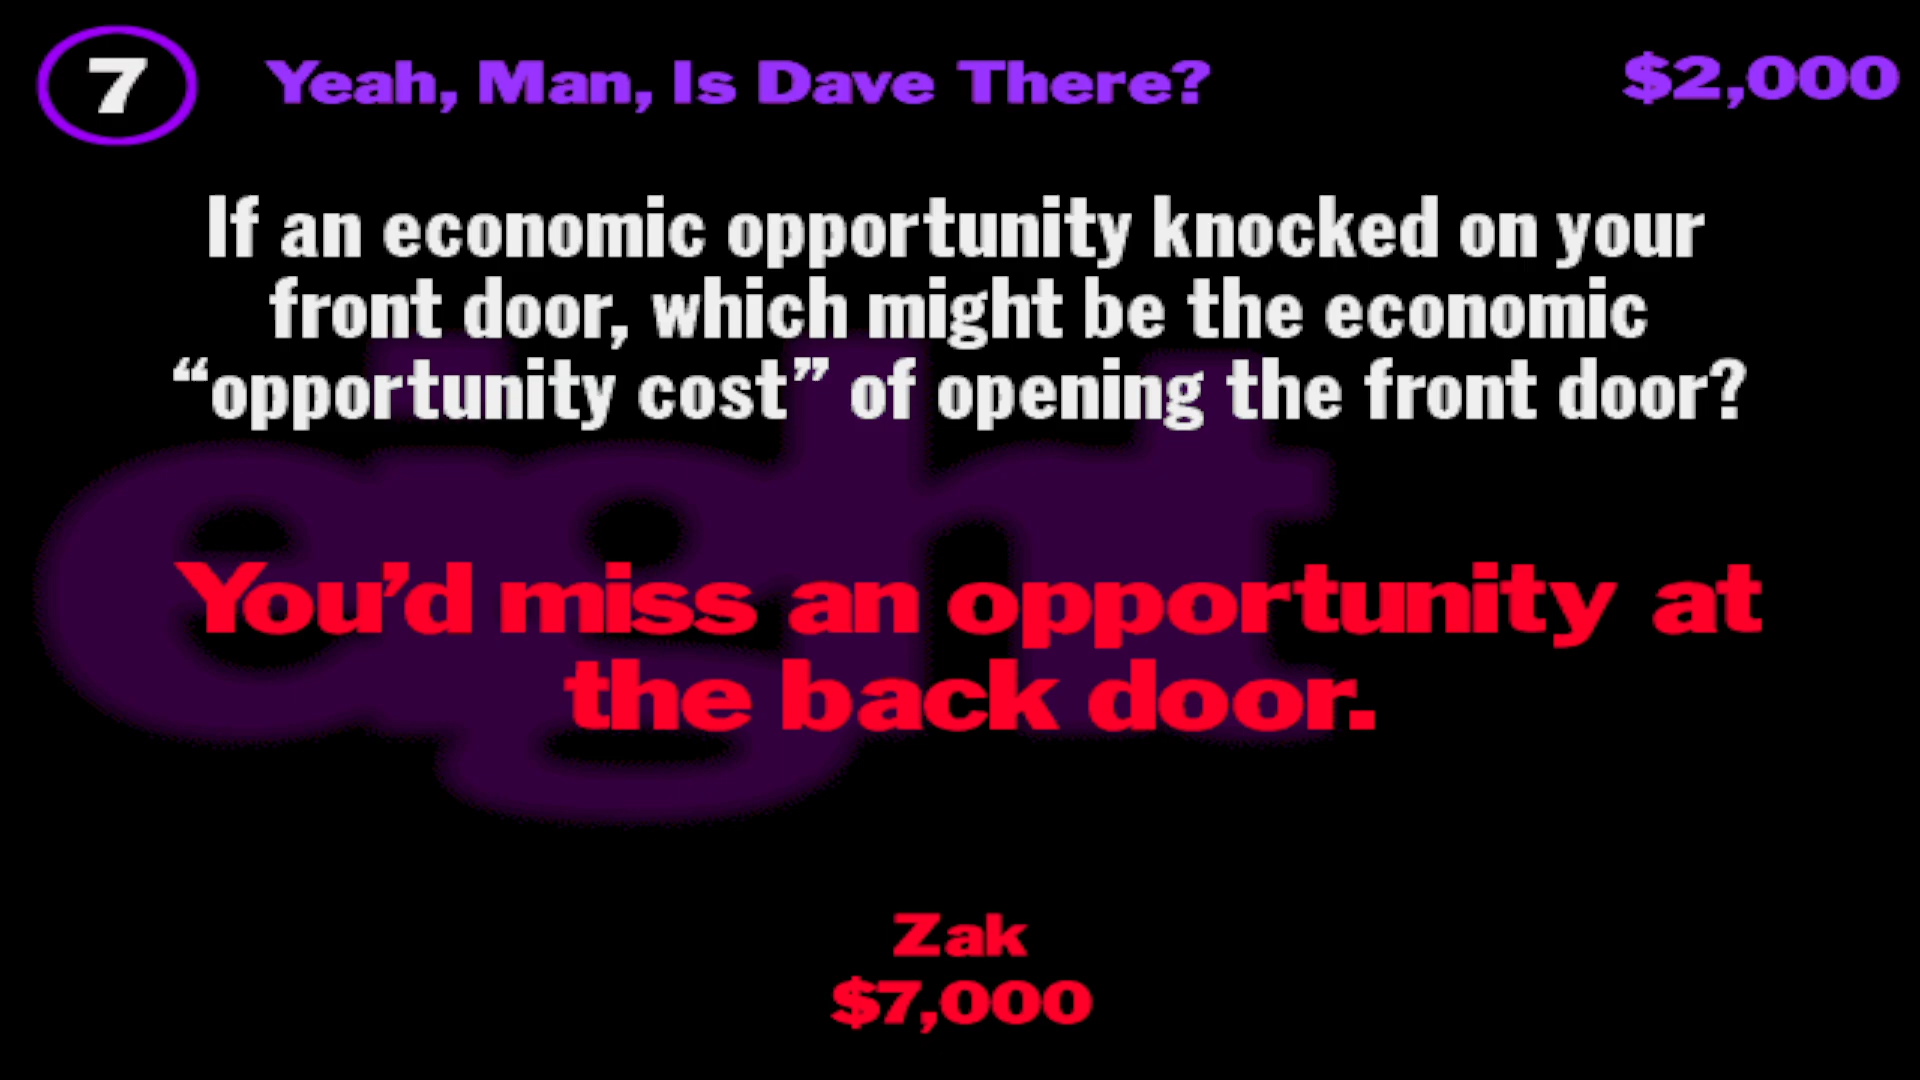 7 Yeah, Man, Is Dave There? $2,000
If an economic opportunity knocked on your
front door, which might be the economic
“opportunity cost” of opening the front door?
eight
You’d miss an opportunity at
the back door.
Zak
$7,000